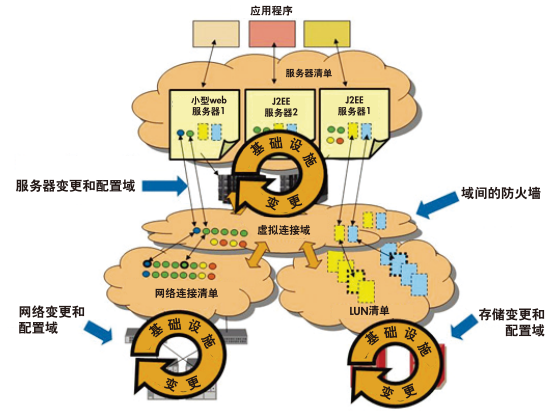 应用程序
服务器清单
小型web
服务器1
J2EE
服务器2
J2EE
服务器1
基础设施
变更
服务器变更和配置域
域间的防火墙
虚拟连接域
网络连接清单
LUN清单
网络变更和
配置域
存储变更和
配置域
基础设施
变更
基础设施
变更